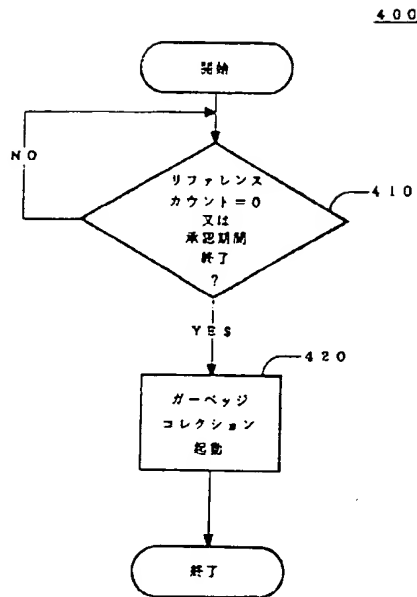 400
開始
NO
リファレンス
カウント=0
又は
承認期間
終了
?
410
YES
420
ガーベッジ
コレクション
起動
終了